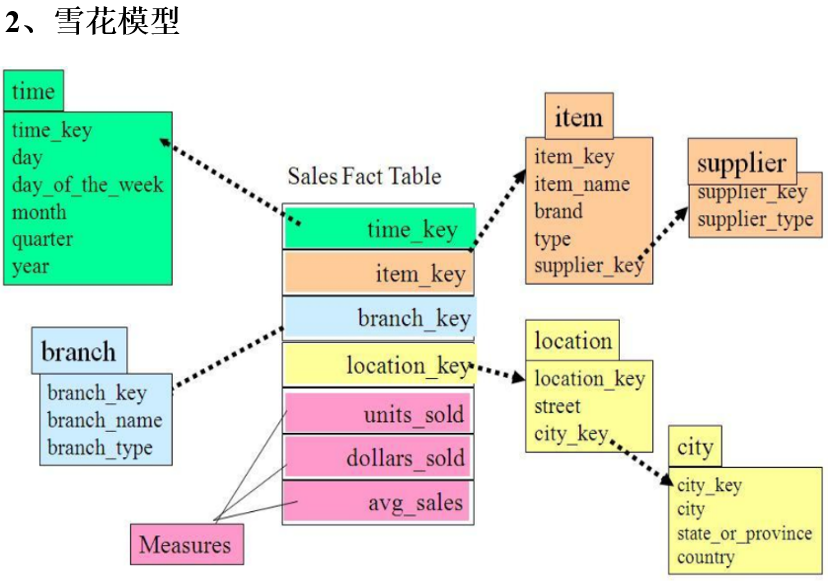 2、雪花模型
time
time_key
day
day_of_the_week
month
quarter
year
Sales Fact Table
time_key
item_key
branch_key
location_key
units_sold
dollars_sold
avg_sales
Measures
branch
branch_key
branch_name
branch_type
item
item_key
item_name
brand
type
supplier_key
supplier
supplier_key
supplier_type
location
location_key
street
city_key
city
city_key
city
state_or_province
country